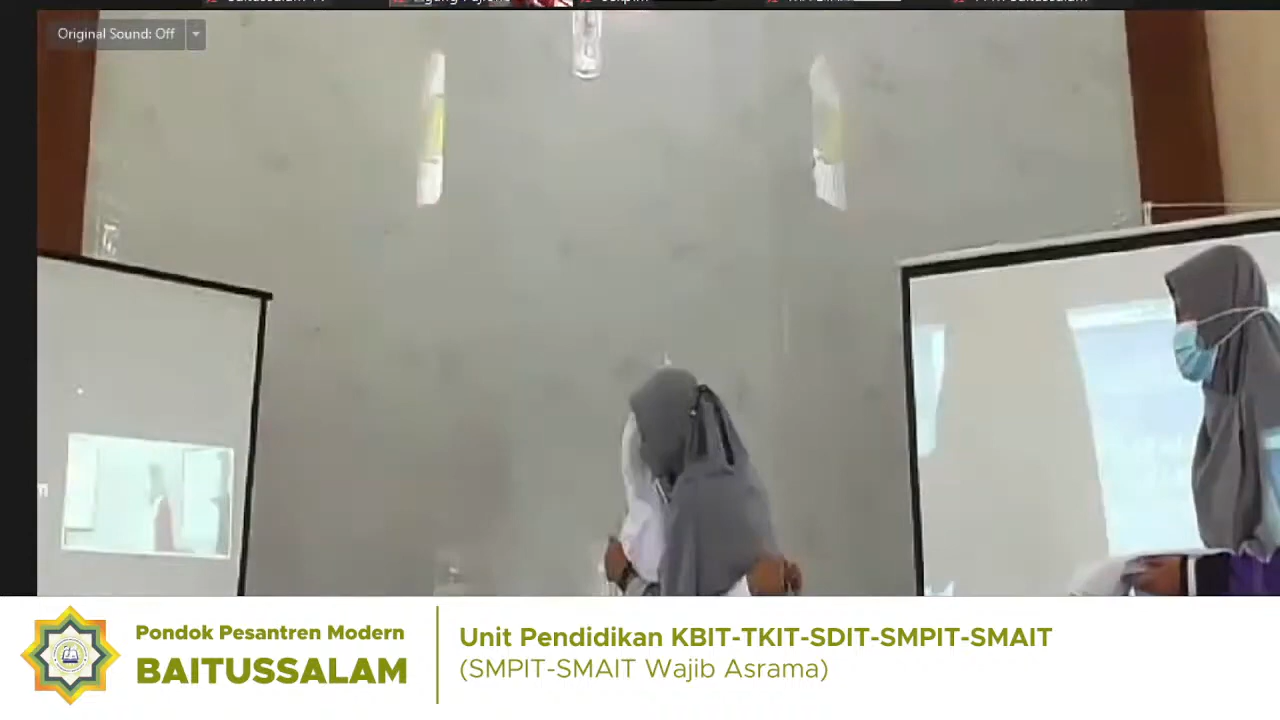 Original Sound: Off
Pondok Pesantren Modern
BAITUSSALAM
Unit Pendidikan KBIT-TKIT-SDIT-SMPIT-SMAIT
(SMPIT-SMAIT Wajib Asrama)